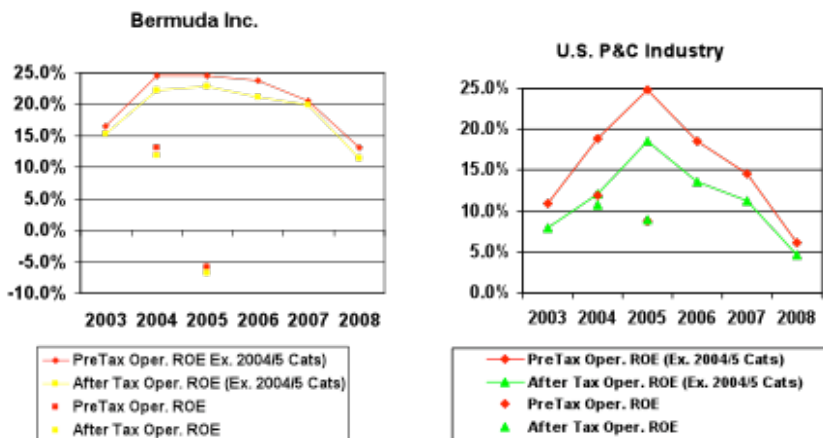 Bermuda Inc.
25.0%
20.0%
15.0%
10.0%
5.0%
0.0%
-5.0%
-10.0%
2003 2004 2005 2006 2007 2008
PreTax Oper. ROE Ex. 2004/5 Cats)
After Tax Oper. ROE (Ex. 2004/5 Cats)
PreTax Oper. ROE
After Tax Oper. ROE
U.S. P&C Industry
25.0%
20.0%
15.0%
10.0%
5.0%
0.0%
2003 2004 2005 2006 2007 2008
PreTax Oper. ROE (Ex. 2004/5 Cats)
After Tax Oper. ROE (Ex. 2004/5 Cats)
PreTax Oper. ROE
After Tax Oper. ROE